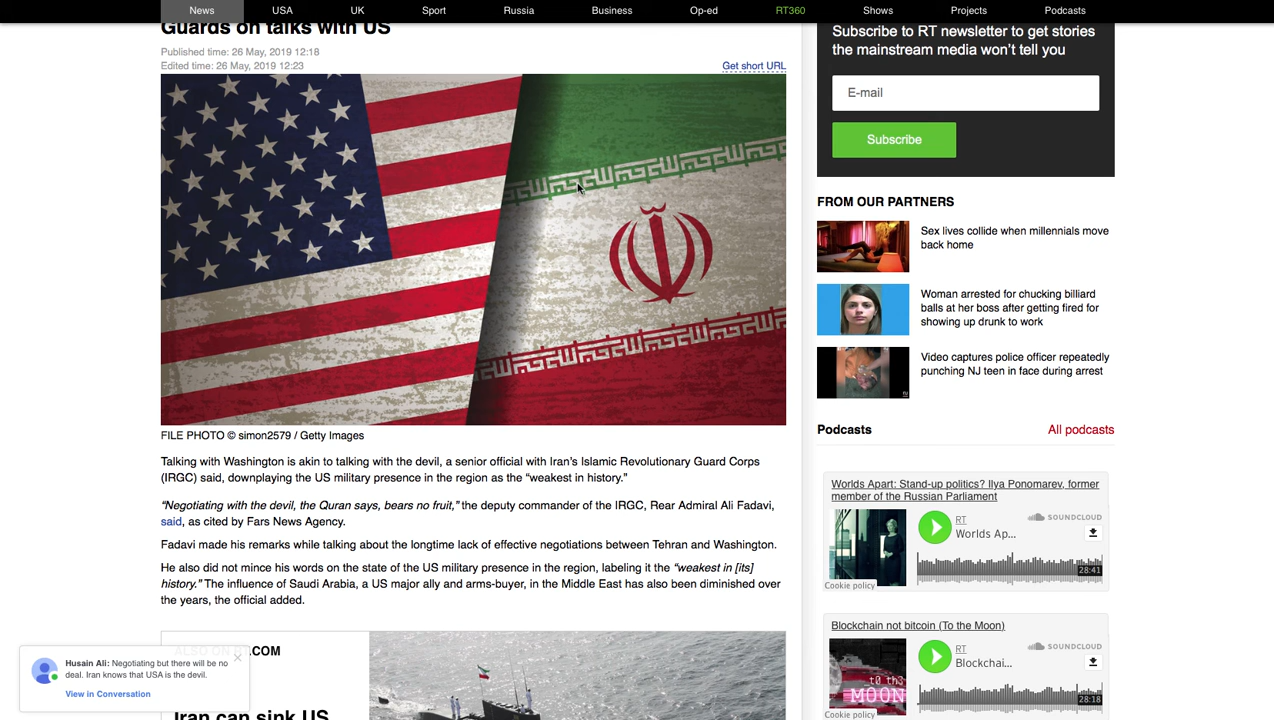 News
USA
UK
Sport
Russia
Business
Op-ed
RT360
Shows
Projects
Podcasts
Guards on talks with US
Published time: 26 May, 2019 12:18
Edited time: 26 May, 2019 12:23
Get short URL
FILE PHOTO © simon2579 / Getty Images
Talking with Washington is akin to talking with the devil, a senior official with Iran’s Islamic Revolutionary Guard Corps
(IRGC) said, downplaying the US military presence in the region as the “weakest in history.”
“Negotiating with the devil, the Quran says, bears no fruit,” the deputy commander of the IRGC, Rear Admiral Ali Fadavi,
said, as cited by Fars News Agency.
Fadavi made his remarks while talking about the longtime lack of effective negotiations between Tehran and Washington.
He also did not mince his words on the state of the US military presence in the region, labeling it the “weakest in [its]
history.” The influence of Saudi Arabia, a US major ally and arms-buyer, in the Middle East has also been diminished over
the years, the official added.
.COM
Iran can sink US
Husain Ali: Negotiating but there will be no
deal. Iran knows that USA is the devil.
View in Conversation
Subscribe to RT newsletter to get stories
the mainstream media won’t tell you
E-mail
Subscribe
FROM OUR PARTNERS
Sex lives collide when millennials move
back home
Woman arrested for chucking billiard
balls at her boss after getting fired for
showing up drunk to work
Video captures police officer repeatedly
punching NJ teen in face during arrest
Podcasts
All podcasts
Worlds Apart: Stand-up politics? Ilya Ponomarev, former
member of the Russian Parliament
RT
SOUNDCLOUD
Worlds Ap...
28:41
Cookie policy
Blockchain not bitcoin (To the Moon)
RT
SOUNDCLOUD
Blockchai...
t0 th3
M00N
28:18
Cookie policy